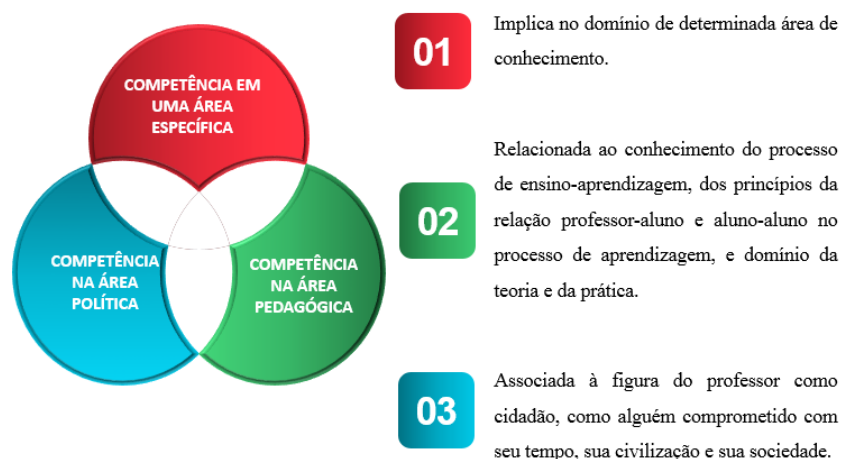 COMPETÊNCIA EM
UMA ÁREA
ESPECÍFICA
COMPETÊNCIA
NA ÁREA
POLÍTICA
COMPETÊNCIA
NA ÁREA
PEDAGÓGICA
01
Implica no domínio de determinada área de
conhecimento.
02
Relacionada ao conhecimento do processo
de ensino-aprendizagem, dos princípios da
relação professor-aluno e aluno-aluno no
processo de aprendizagem, e domínio da
teoria e da prática.
03
Associada à figura do professor como
cidadão, como alguém comprometido com
seu tempo, sua civilização e sua sociedade.